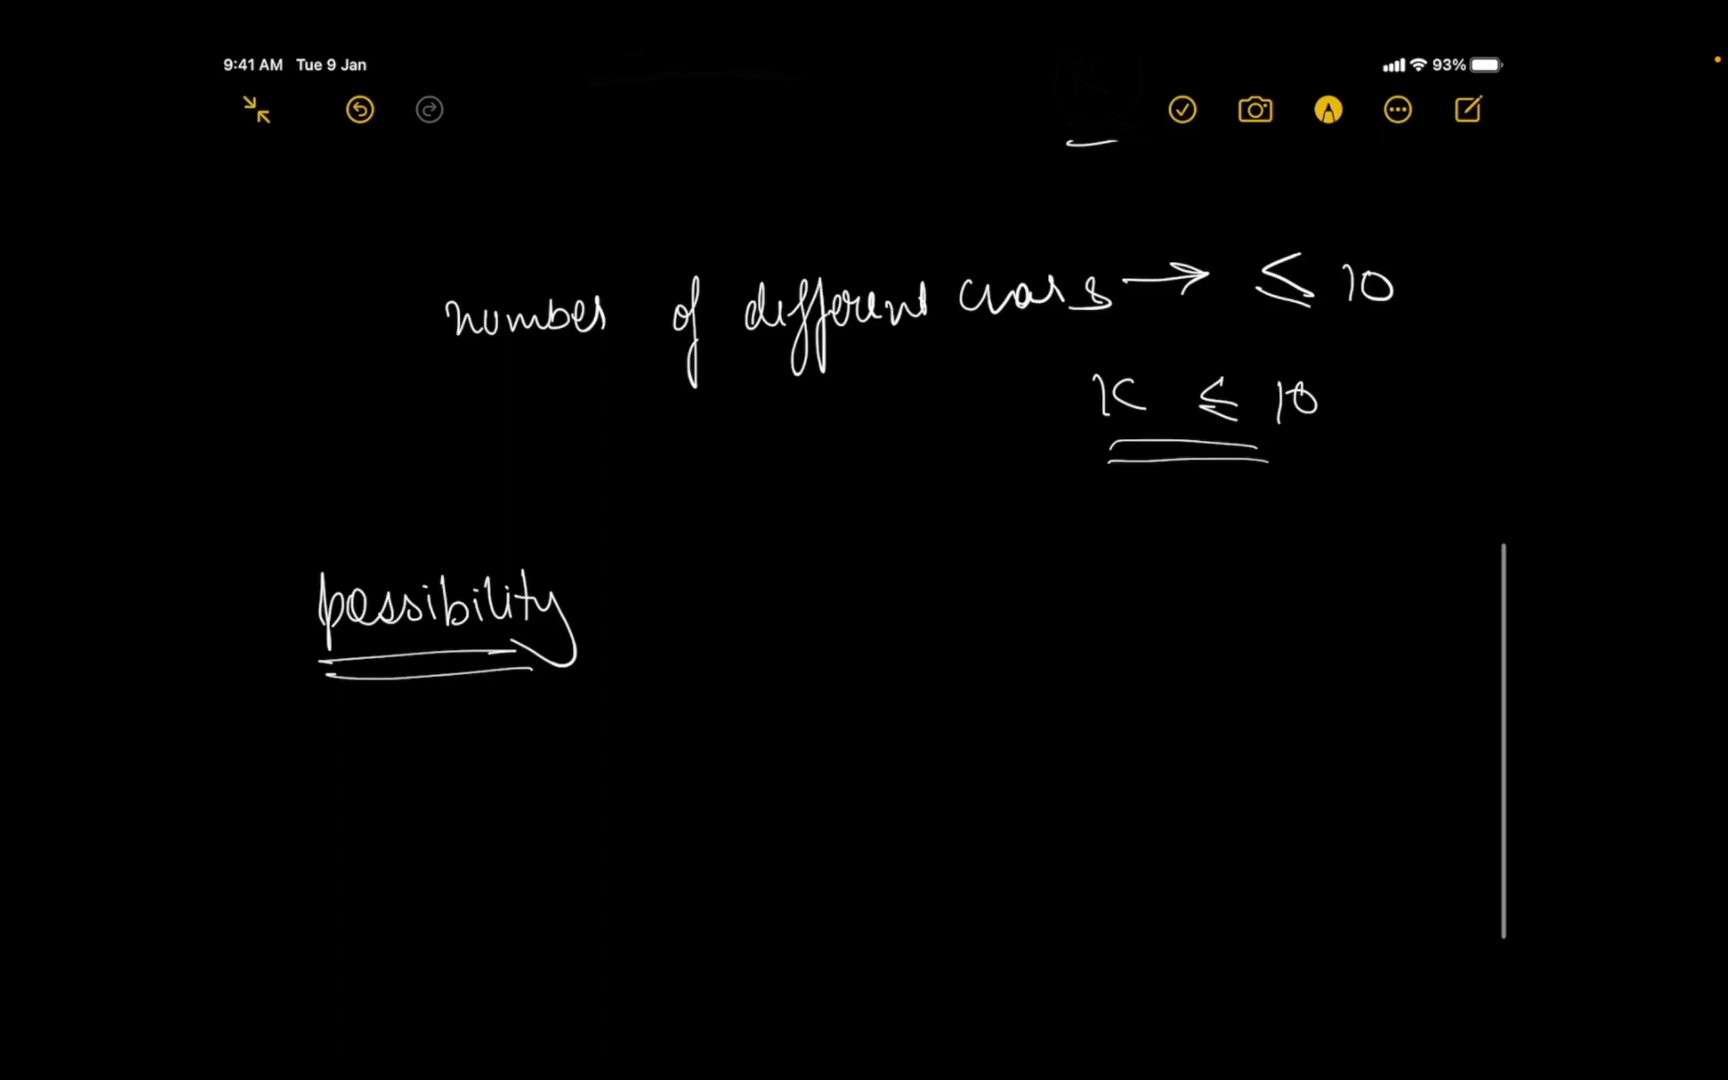 9:41 AM Tue 9 Jan 93%
number of different chars → ≤ 10
K ≤ 10
possibility